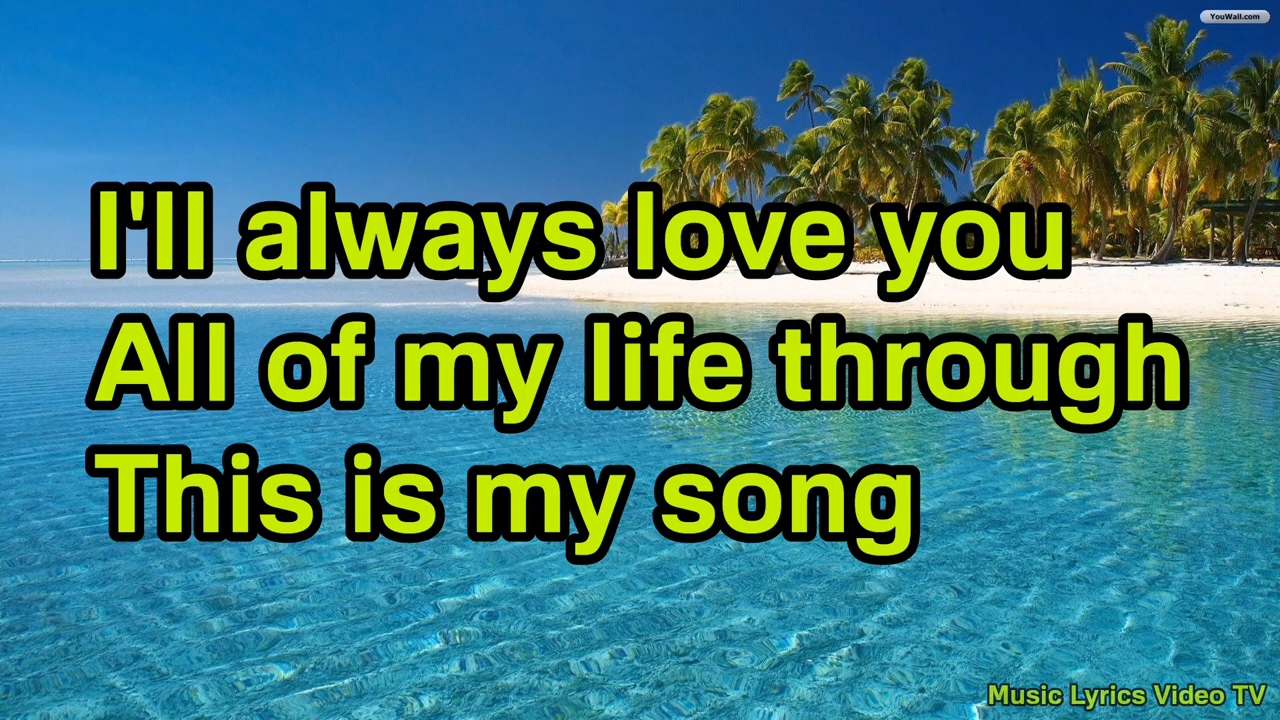 YouWall.com
I'll always love you
All of my life through
This is my song
Music Lyrics Video TV